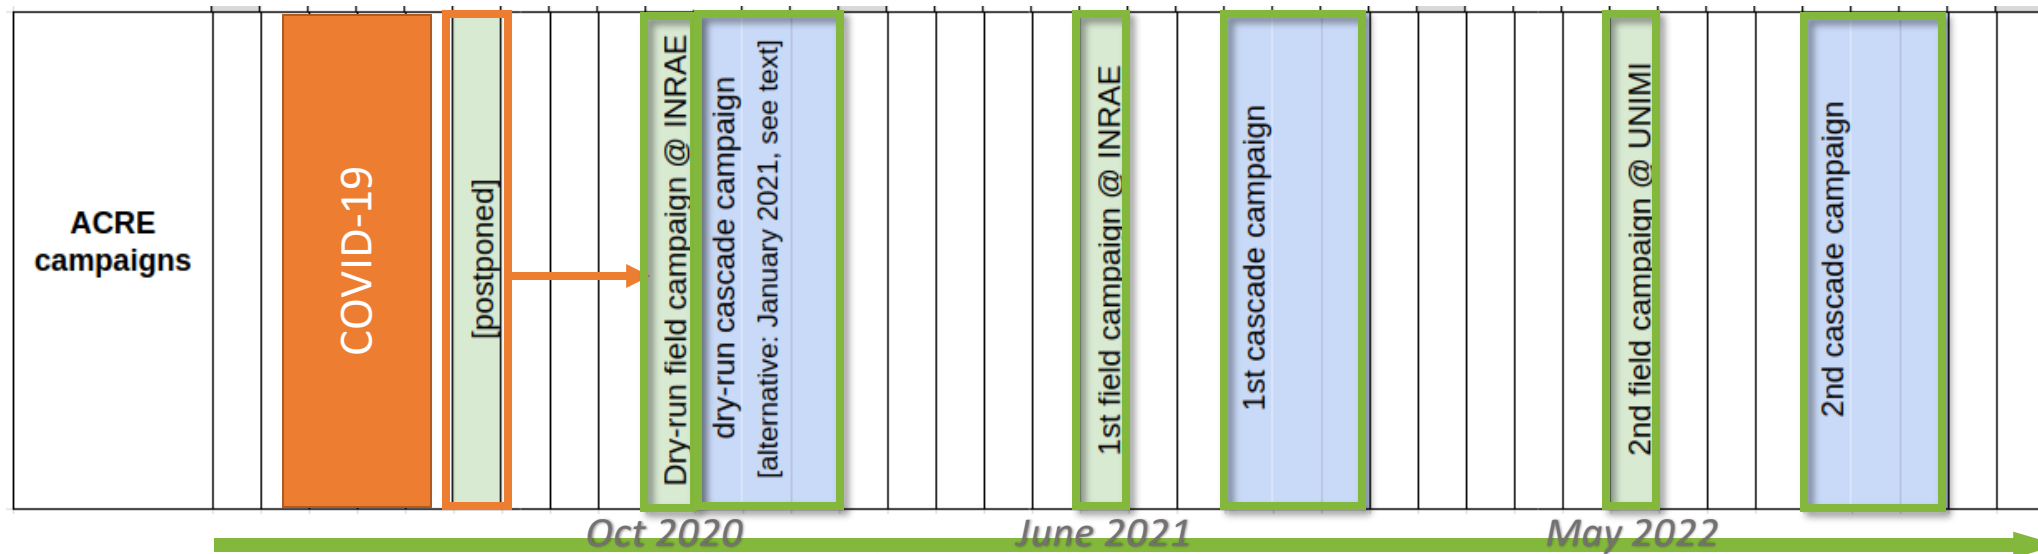 ACRE
campaigns
COVID-19
[postponed]
Dry-run field campaign @ INRAE
dry-run cascade campaign
[alternative: January 2021, see text]
1st field campaign @ INRAE
1st cascade campaign
2nd field campaign @ UNIMI
2nd cascade campaign
Oct 2020
June 2021
May 2022